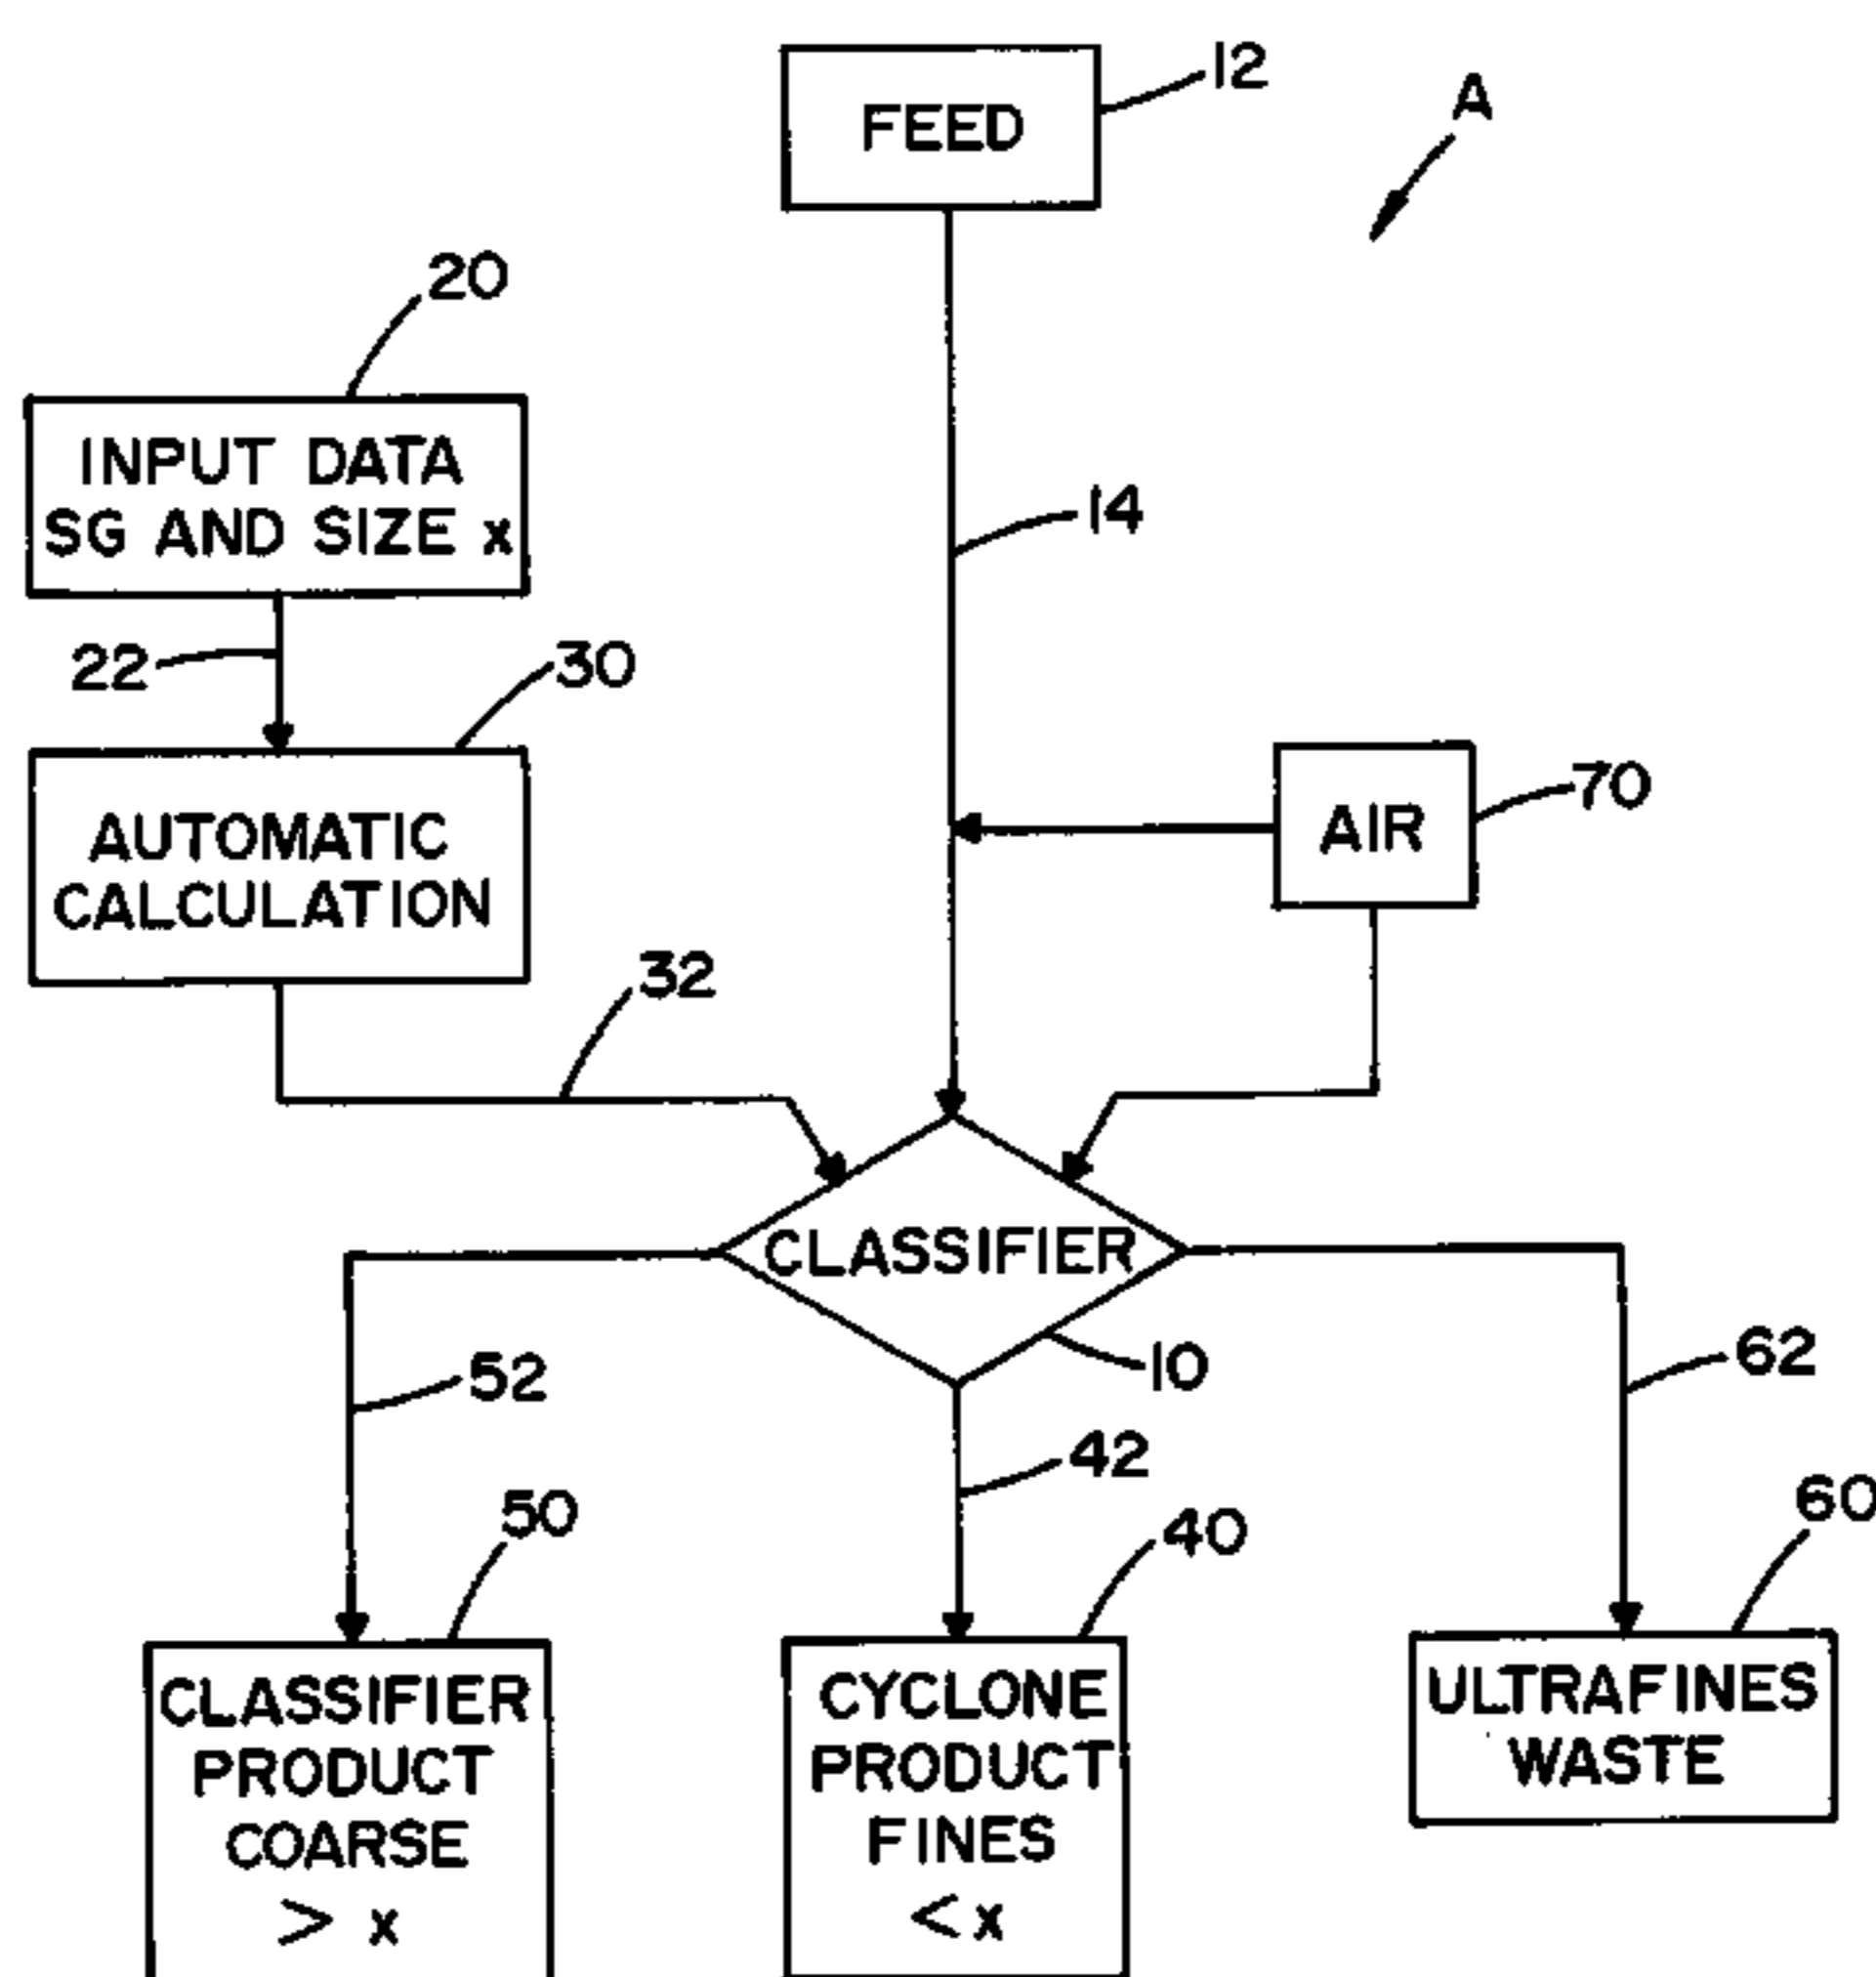 12
FEED
A
20
INPUT DATA
SG AND SIZE x
14
22
30
70
AUTOMATIC
CALCULATION
AIR
32
CLASSIFIER
10
62
52
42
50
40
60
CLASSIFIER
PRODUCT
COARSE
> x
CYCLONE
PRODUCT
FINES
< x
ULTRAFINES
WASTE